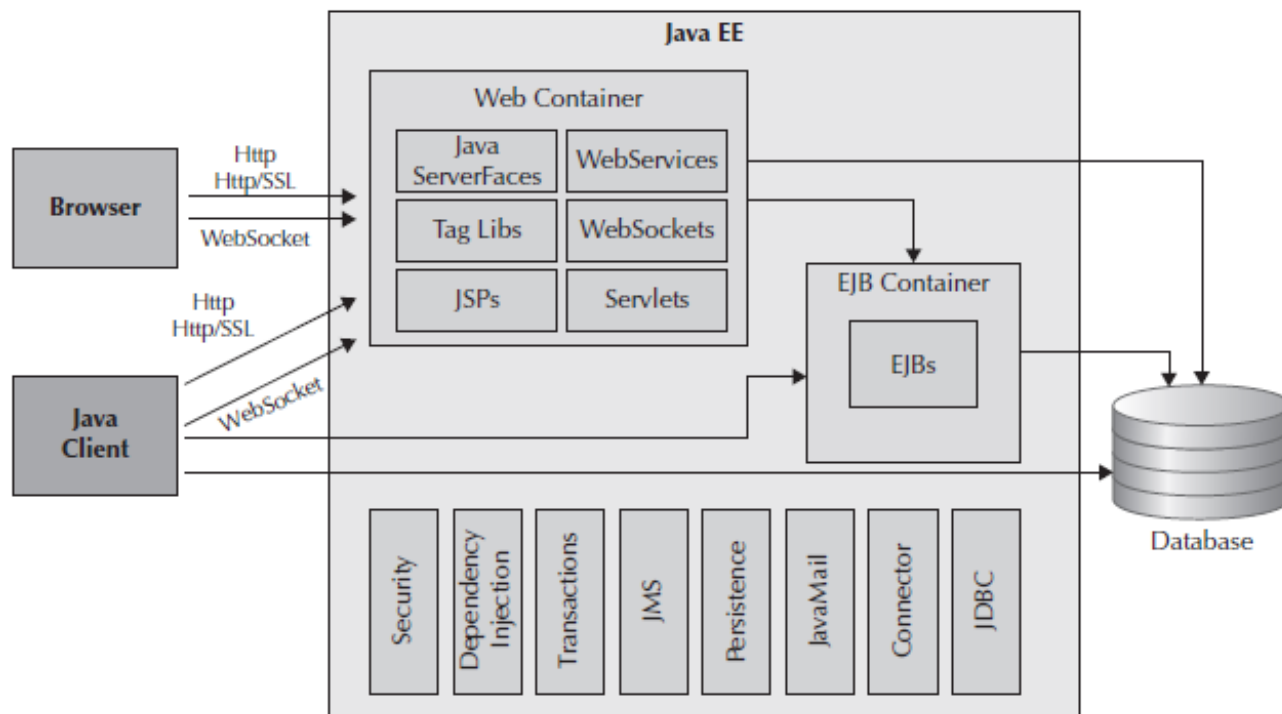 Java EE
Web Container
Java
ServerFaces
WebServices
Tag Libs
WebSockets
JSPs
Servlets
Browser
Http
Http/SSL
WebSocket
Http
Http/SSL
WebSocket
Java
Client
EJB Container
EJBs
Database
Security
Dependency
Injection
Transactions
JMS
Persistence
JavaMail
Connector
JDBC